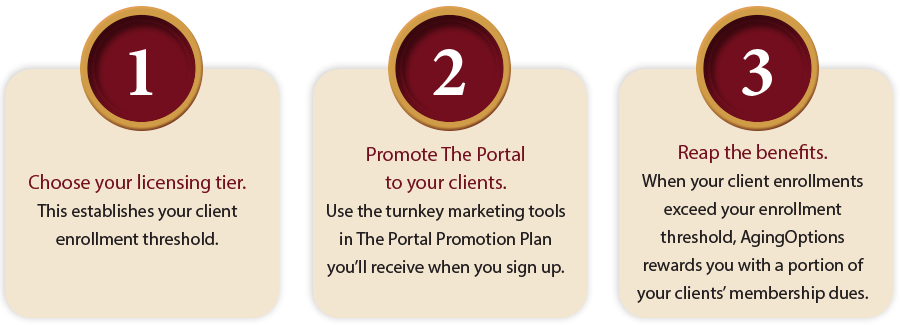 1
Choose your licensing tier.
This establishes your client
enrollment threshold.
2
Promote The Portal
to your clients.
Use the turnkey marketing tools
in The Portal Promotion Plan
you’ll receive when you sign up.
3
Reap the benefits.
When your client enrollments
exceed your enrollment
threshold, AgingOptions
rewards you with a portion of
your clients’ membership dues.